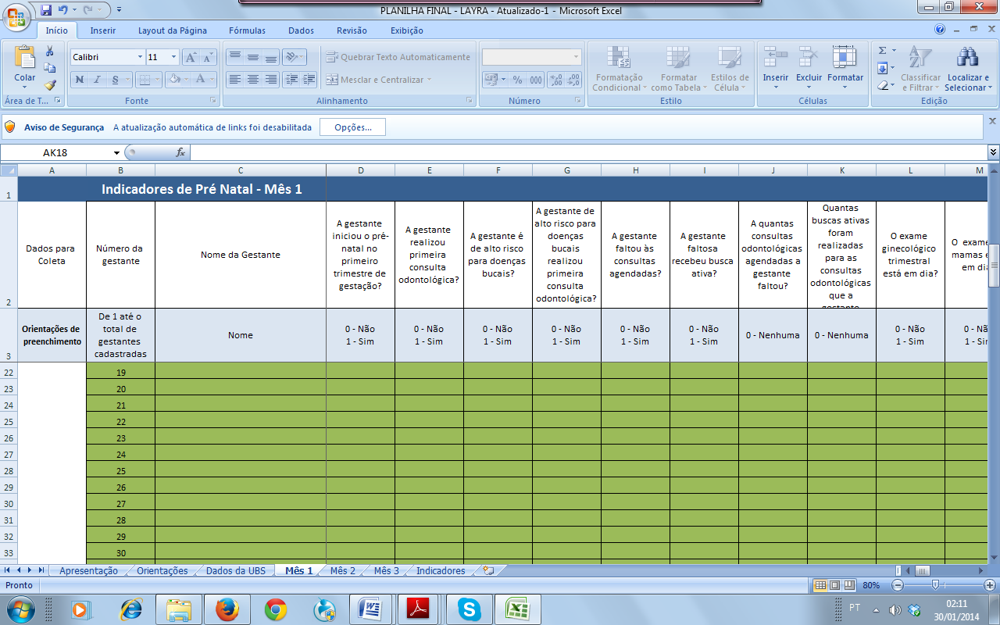 PLANILHA FINAL - LAYRA - Atualizado-1 - Microsoft Excel
Início Inserir Layout da Página Fórmulas Dados Revisão Exibição
Colar
Calibri 11
N I S
Quebrar Texto Automaticamente
Mesclar e Centralizar
% 000
Formatação Condicional
Formatar como Tabela
Estilos de Célula
Inserir Excluir Formatar
Classificar e Filtrar
Localizar e Selecionar
Área de T... Fonte Alinhamento Número Estilo Células Edição
Aviso de Segurança A atualização automática de links foi desabilitada Opções...
AK18 fx
A B C D E F G H I J K L M
1 Indicadores de Pré Natal - Mês 1
2
Dados para Coleta
Número da gestante
Nome da Gestante
A gestante iniciou o pré-natal no primeiro trimestre de gestação?
A gestante realizou primeira consulta odontológica?
A gestante é de alto risco para doenças bucais?
A gestante de alto risco para doenças bucais realizou primeira consulta odontológica?
A gestante faltou às consultas agendadas?
A gestante faltosa recebeu busca ativa?
A quantas consultas odontológicas agendadas a gestante faltou?
Quantas buscas ativas foram realizadas para as consultas odontológicas que a gestante
O exame ginecológico trimestral está em dia?
O exame mamas em dia
3
Orientações de preenchimento
De 1 até o total de gestantes cadastradas
Nome
0 - Não 1 - Sim
0 - Não 1 - Sim
0 - Não 1 - Sim
0 - Não 1 - Sim
0 - Não 1 - Sim
0 - Não 1 - Sim
0 - Nenhuma
0 - Nenhuma
0 - Não 1 - Sim
0 - Nã 1 - Si
22 19
23 20
24 21
25 22
26 23
27 24
28 25
29 26
30 27
31 28
32 29
33 30
Apresentação Orientações Dados da UBS Mês 1 Mês 2 Mês 3 Indicadores
Pronto 80%
PT 02:11
30/01/2014